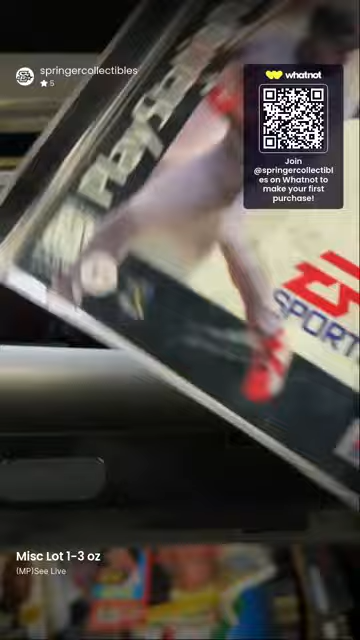 springercollectibles
★ 5
whatnot
Join
@springercollectibl
es on Whatnot to
make your first
purchase!
PlayStation
EA
SPORTS
Misc Lot 1-3 oz
(MP)See Live